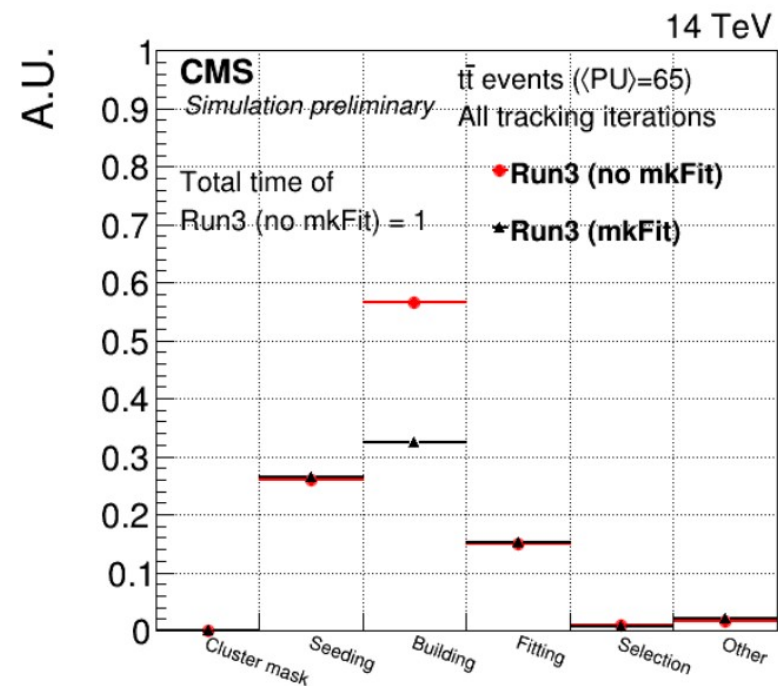 14 TeV
A.U.
1
0.9
0.8
0.7
0.6
0.5
0.4
0.3
0.2
0.1
0
CMS
Simulation preliminary
tt̄ events (⟨PU⟩=65)
All tracking iterations
Total time of
Run3 (no mkFit) = 1
Run3 (no mkFit)
Run3 (mkFit)
Cluster mask
Seeding
Building
Fitting
Selection
Other